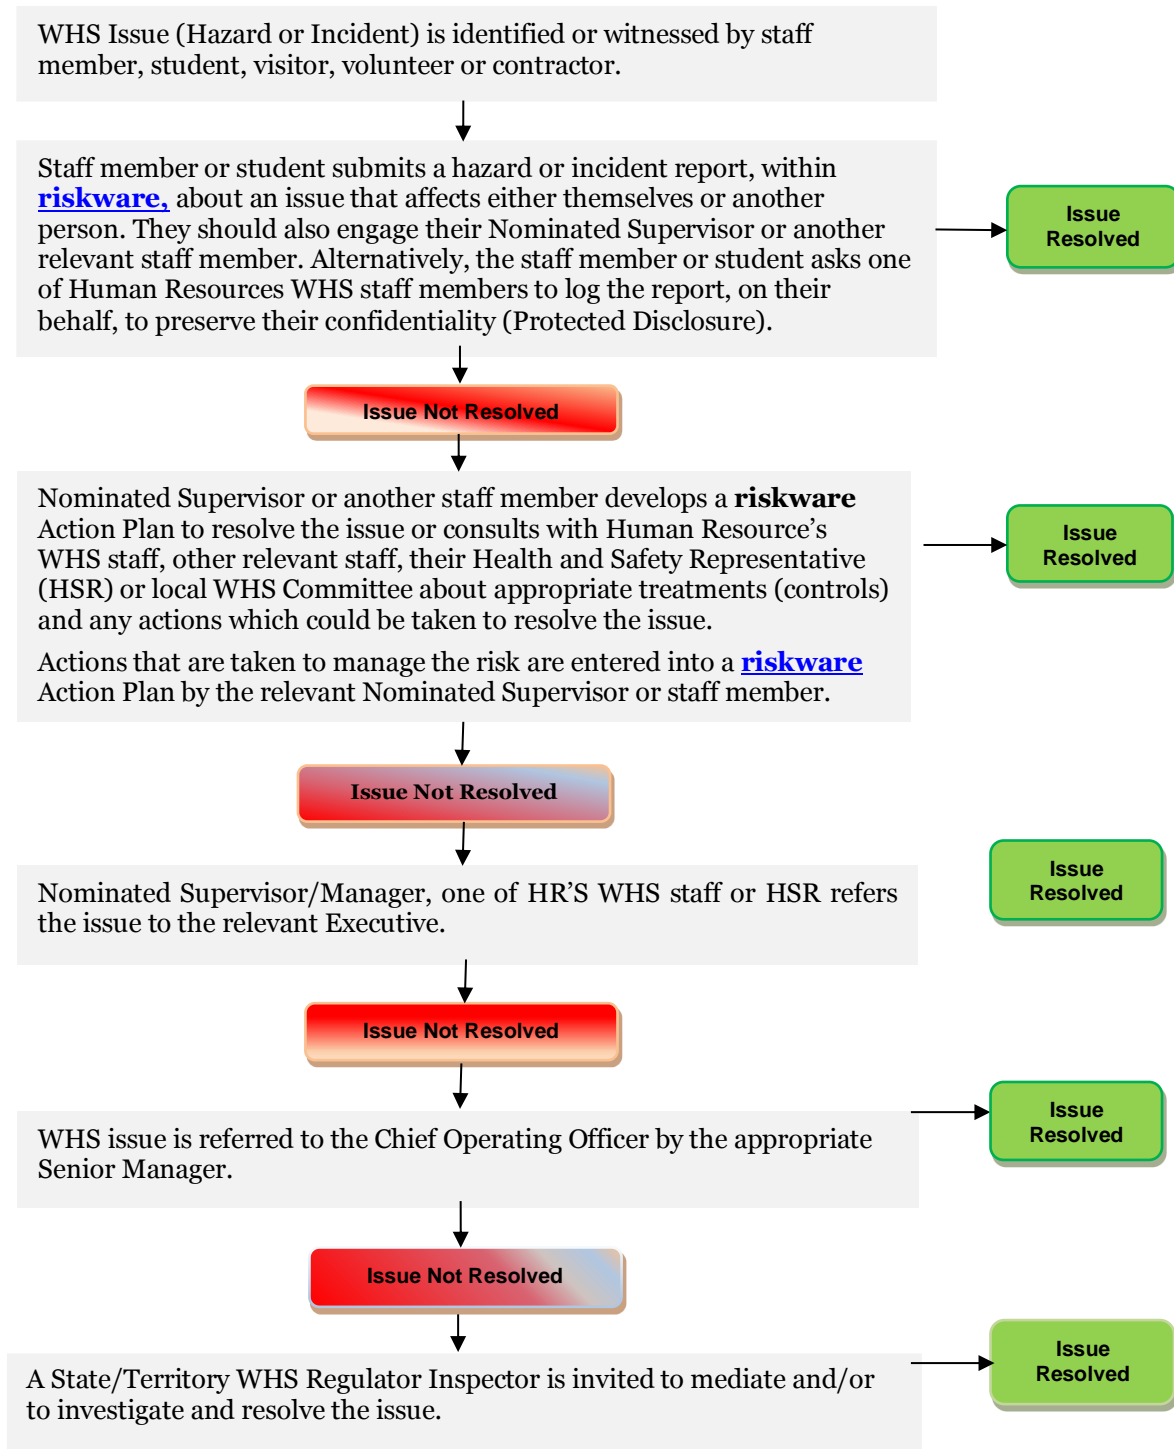 WHS Issue (Hazard or Incident) is identified or witnessed by staff
member, student, visitor, volunteer or contractor.
Staff member or student submits a hazard or incident report, within
riskware, about an issue that affects either themselves or another
person. They should also engage their Nominated Supervisor or another
relevant staff member. Alternatively, the staff member or student asks one
of Human Resources WHS staff members to log the report, on their
behalf, to preserve their confidentiality (Protected Disclosure).
Issue
Resolved
Issue Not Resolved
Nominated Supervisor or another staff member develops a riskware
Action Plan to resolve the issue or consults with Human Resource’s
WHS staff, other relevant staff, their Health and Safety Representative
(HSR) or local WHS Committee about appropriate treatments (controls)
and any actions which could be taken to resolve the issue.
Actions that are taken to manage the risk are entered into a riskware
Action Plan by the relevant Nominated Supervisor or staff member.
Issue
Resolved
Issue Not Resolved
Nominated Supervisor/Manager, one of HR’S WHS staff or HSR refers
the issue to the relevant Executive.
Issue
Resolved
Issue Not Resolved
WHS issue is referred to the Chief Operating Officer by the appropriate
Senior Manager.
Issue
Resolved
Issue Not Resolved
A State/Territory WHS Regulator Inspector is invited to mediate and/or
to investigate and resolve the issue.
Issue
Resolved